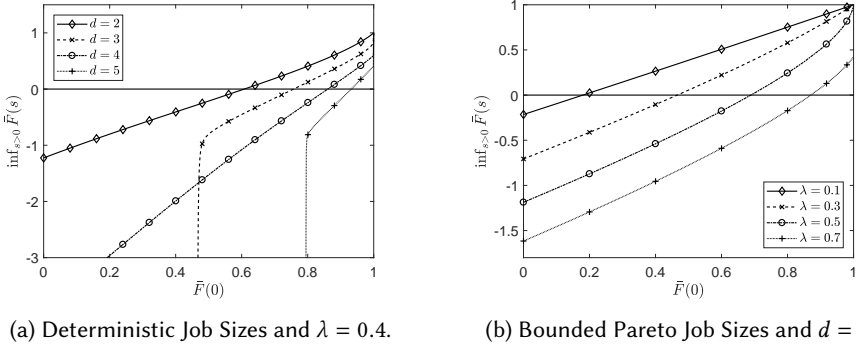 1
0
-1
-2
-3
inf_{s>0} F̄(s)
0
0.2
0.4
0.6
0.8
1
F̄(0)
d = 2
d = 3
d = 4
d = 5
(a) Deterministic Job Sizes and λ = 0.4.
1
0.5
0
-0.5
-1
-1.5
inf_{s>0} F̄(s)
0
0.2
0.4
0.6
0.8
1
F̄(0)
λ = 0.1
λ = 0.3
λ = 0.5
λ = 0.7
(b) Bounded Pareto Job Sizes and d =